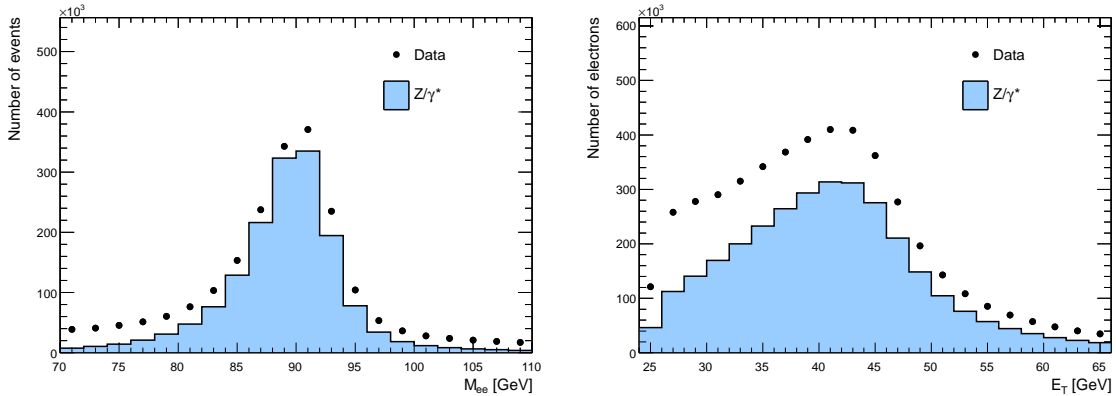 ×10³
Number of events
500
400
300
200
100
0
70 75 80 85 90 95 100 105 110
M_ee [GeV]
Data
Z/γ*
×10³
Number of electrons
600
500
400
300
200
100
0
25 30 35 40 45 50 55 60 65
E_T [GeV]
Data
Z/γ*